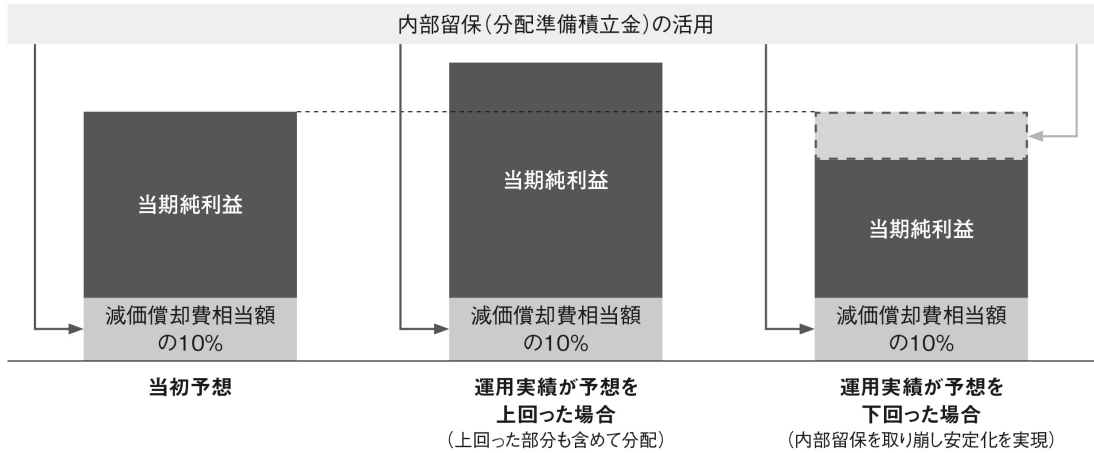 内部留保（分配準備積立金）の活用
当期純利益
減価償却費相当額
の10%
当初予想
当期純利益
減価償却費相当額
の10%
運用実績が予想を
上回った場合
（上回った部分も含めて分配）
当期純利益
減価償却費相当額
の10%
運用実績が予想を
下回った場合
（内部留保を取り崩し安定化を実現）